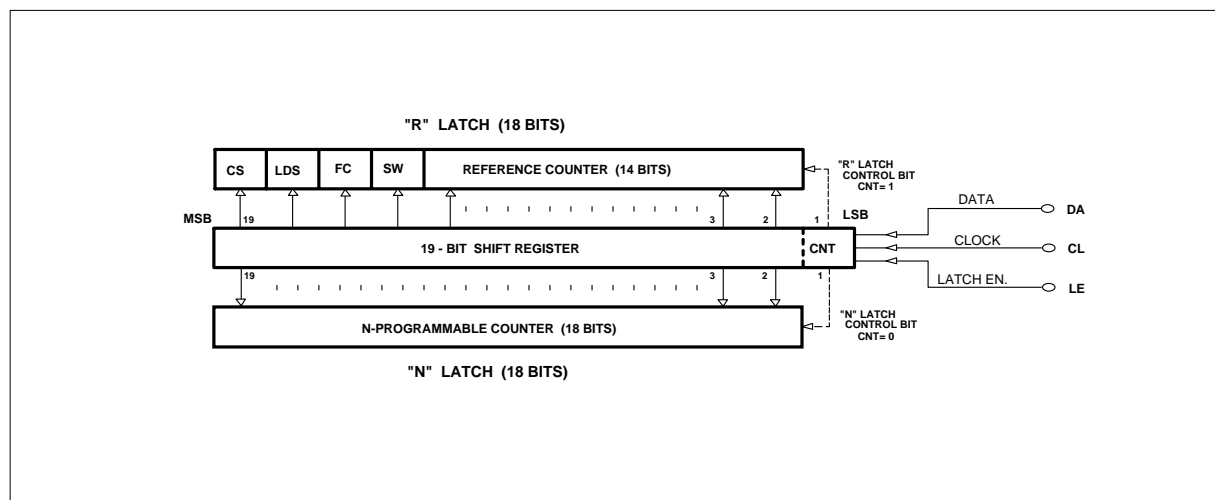 "R" LATCH (18 BITS)
CS LDS FC SW REFERENCE COUNTER (14 BITS)
"R" LATCH
CONTROL BIT
CNT= 1
MSB 19 3 2 1 LSB
19 - BIT SHIFT REGISTER CNT
DATA DA
CLOCK CL
LATCH EN. LE
19 3 2 1
N-PROGRAMMABLE COUNTER (18 BITS)
"N" LATCH
CONTROL BIT
CNT= 0
"N" LATCH (18 BITS)